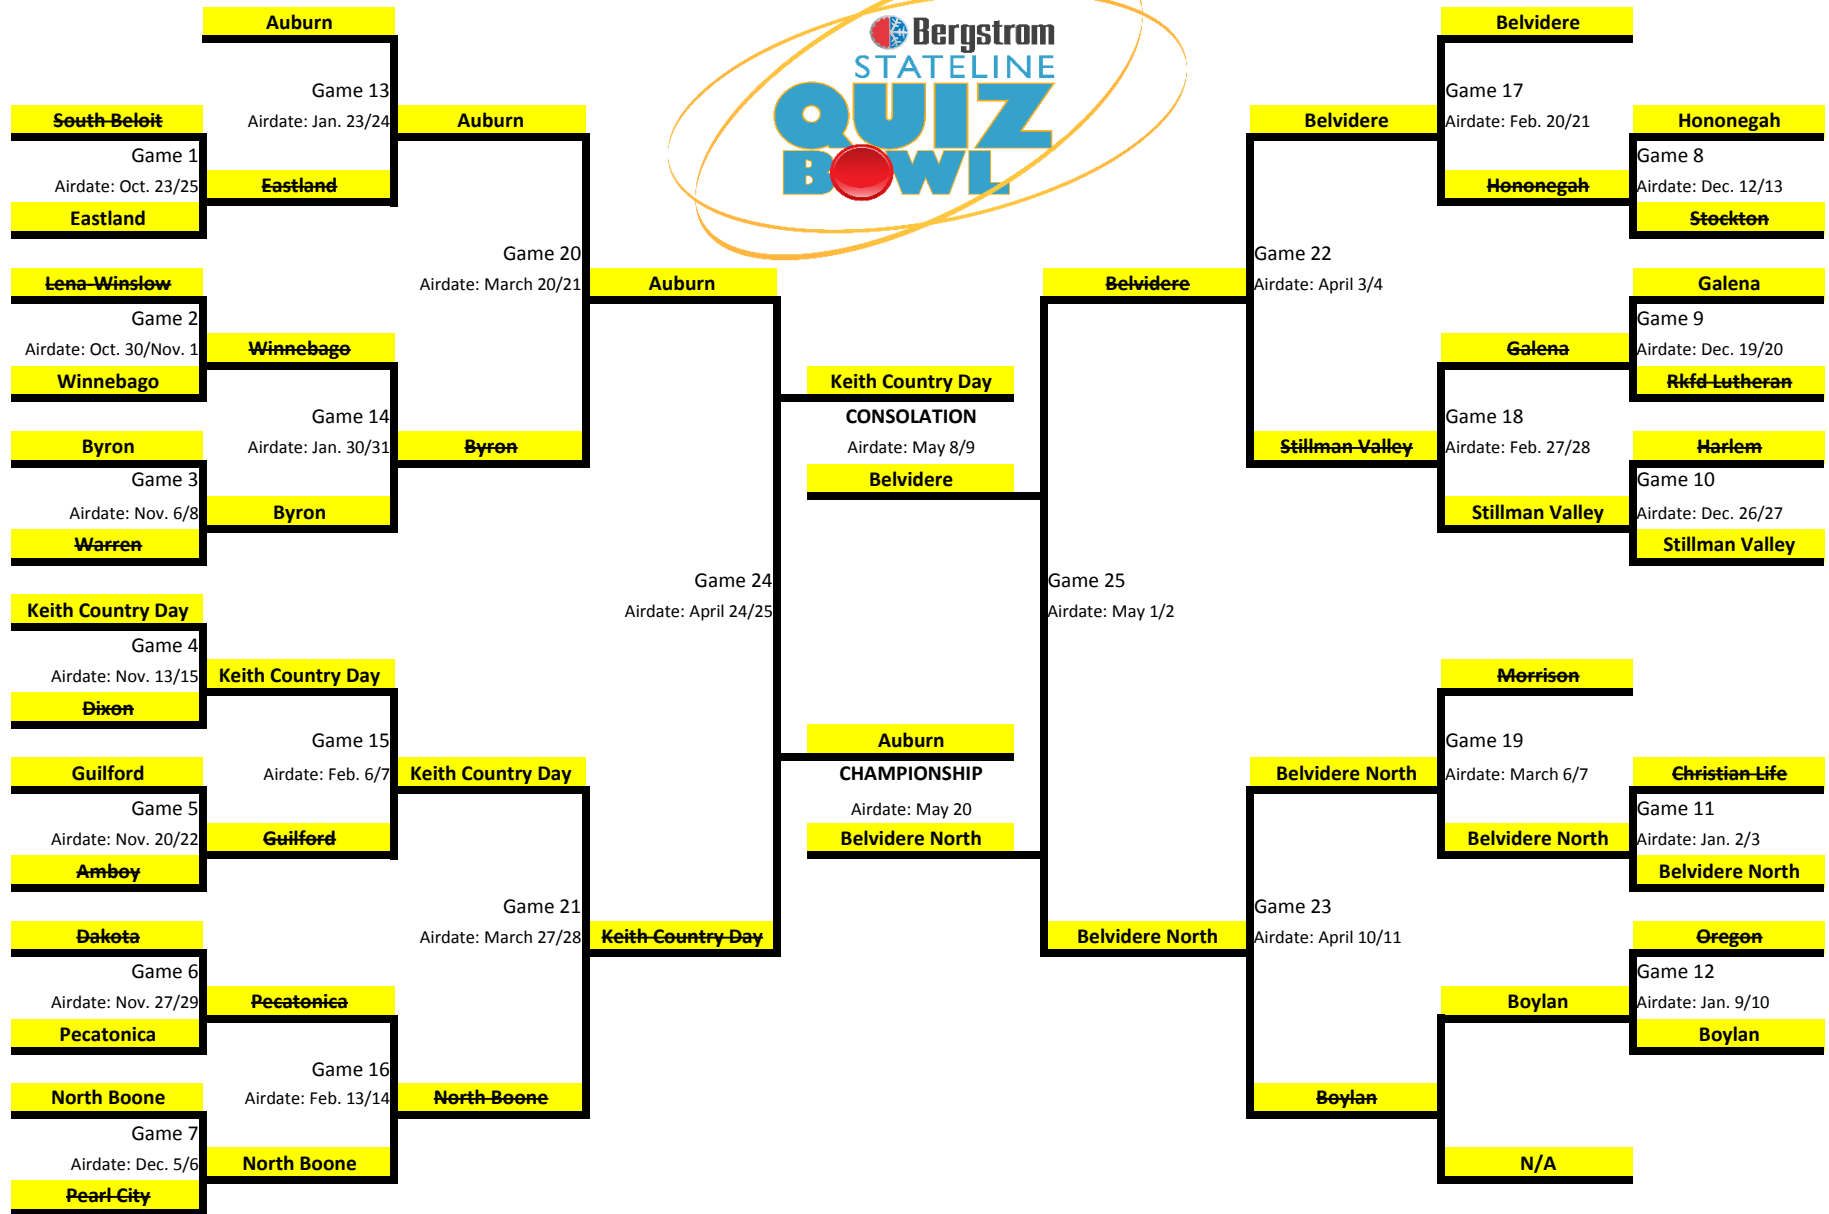 Auburn
Bergstrom
STATELINE
QUIZ
BOWL
Belvidere
Game 13
Airdate: Jan. 23/24
South Beloit
Auburn
Game 1
Airdate: Oct. 23/25
Eastland
Eastland
Game 20
Airdate: March 20/21
Lena-Winslow
Auburn
Game 2
Airdate: Oct. 30/Nov. 1
Winnebago
Winnebago
Game 14
Airdate: Jan. 30/31
Byron
Byron
Game 3
Airdate: Nov. 6/8
Byron
Warren
Game 24
Airdate: April 24/25
Keith Country Day
Game 4
Airdate: Nov. 13/15
Keith Country Day
Dixon
Game 15
Airdate: Feb. 6/7
Guilford
Keith Country Day
Game 5
Airdate: Nov. 20/22
Guilford
Amboy
Game 21
Airdate: March 27/28
Dakota
Keith Country Day
Game 6
Airdate: Nov. 27/29
Pecatonica
Pecatonica
Game 16
Airdate: Feb. 13/14
North Boone
North Boone
Game 7
Airdate: Dec. 5/6
North Boone
Pearl City
Keith Country Day
CONSOLATION
Airdate: May 8/9
Belvidere
Auburn
CHAMPIONSHIP
Airdate: May 20
Belvidere North
Game 17
Airdate: Feb. 20/21
Belvidere
Hononegah
Game 8
Airdate: Dec. 12/13
Hononegah
Stockton
Game 22
Airdate: April 3/4
Belvidere
Galena
Game 9
Airdate: Dec. 19/20
Galena
Rkfd Lutheran
Game 18
Airdate: Feb. 27/28
Stillman Valley
Harlem
Game 10
Airdate: Dec. 26/27
Stillman Valley
Stillman Valley
Game 25
Airdate: May 1/2
Morrison
Game 19
Airdate: March 6/7
Belvidere North
Christian Life
Game 11
Airdate: Jan. 2/3
Belvidere North
Belvidere North
Game 23
Airdate: April 10/11
Belvidere North
Oregon
Game 12
Airdate: Jan. 9/10
Boylan
Boylan
Boylan
N/A